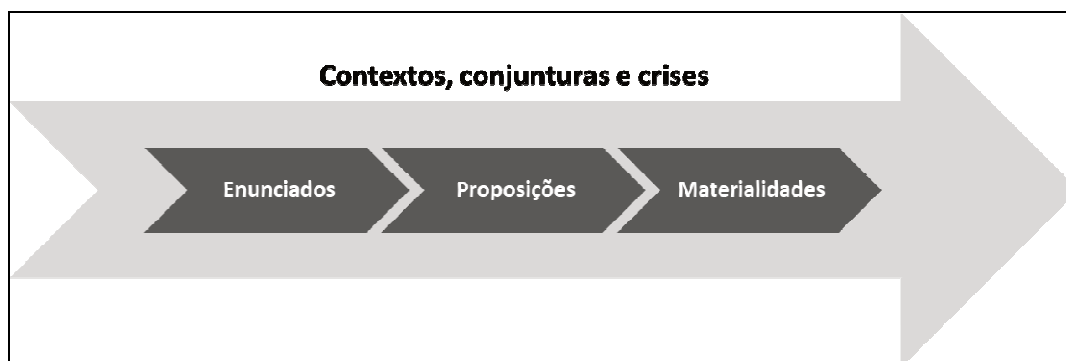 Contextos, conjunturas e crises
Enunciados
Proposições
Materialidades